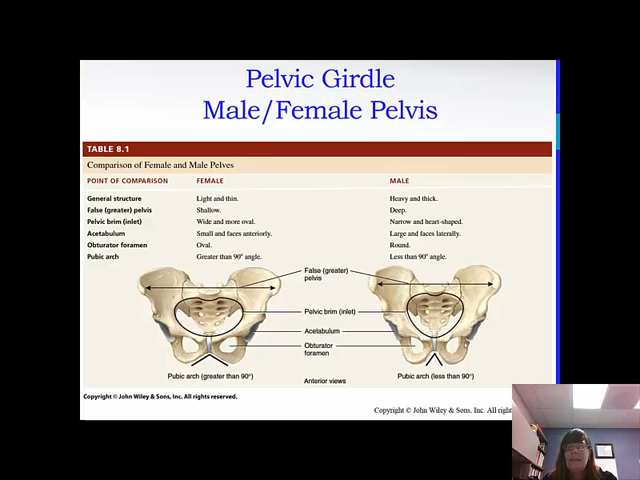 Pelvic Girdle
Male/Female Pelvis
TABLE 8.1
Comparison of Female and Male Pelves
POINT OF COMPARISON FEMALE MALE
General structure Light and thin. Heavy and thick.
False (greater) pelvis Shallow. Deep.
Pelvic brim (inlet) Wide and more oval. Narrow and heart-shaped.
Acetabulum Small and faces anteriorly. Large and faces laterally.
Obturator foramen Oval. Round.
Pubic arch Greater than 90° angle. Less than 90° angle.
False (greater)
pelvis
Pelvic brim (inlet)
Acetabulum
Obturator
foramen
Pubic arch (greater than 90°) Anterior views Pubic arch (less than 90°)
Copyright © John Wiley & Sons, Inc. All rights reserved.
Copyright © John Wiley & Sons, Inc. All right